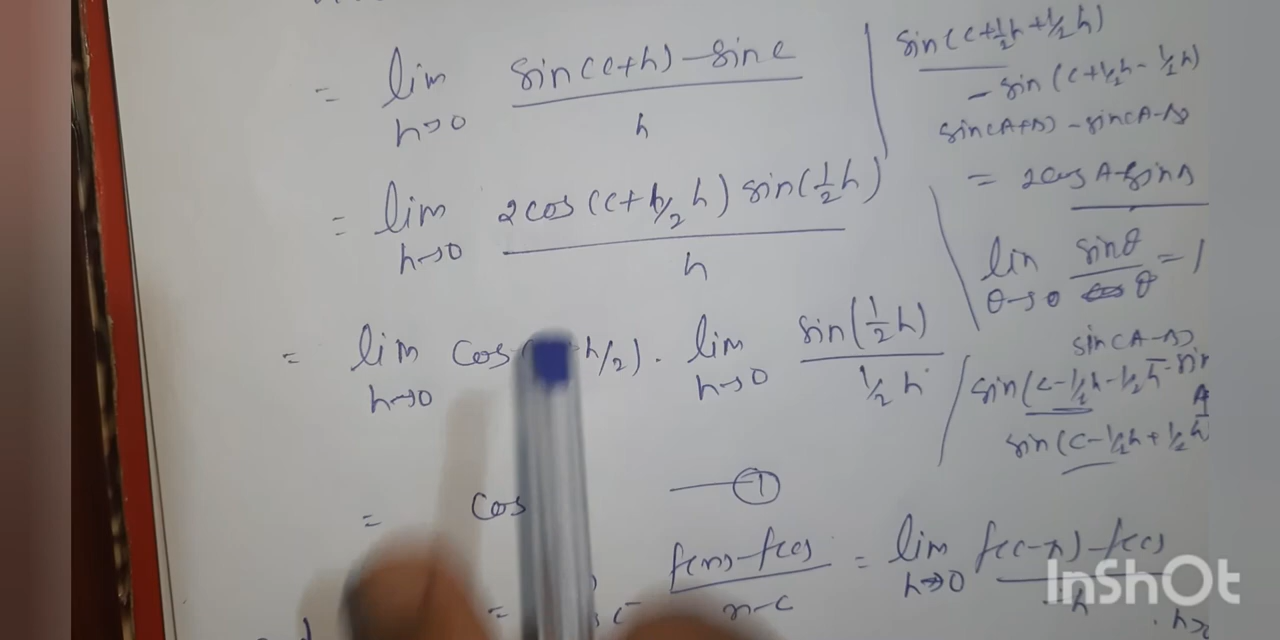 = lim h→0 sin(c+h) - sin c / h
sin(c+½h+½h)
- sin(c+½h-½h)
sin(A+B) - sin(A-B)
= 2cos A sin B
= lim h→0 2cos(c+½h) sin(½h) / h
lim θ→0 sinθ / θ = 1
= lim h→0 cos h/2) . lim h→0 sin(½h) / ½h
sin(A-B)
sin(c-½h-½h
sin(c-½h+½h
= cos ①
= f(x)-f(c) / x-c = lim h→0 f(c-h)-f(c) / -h
InShOt